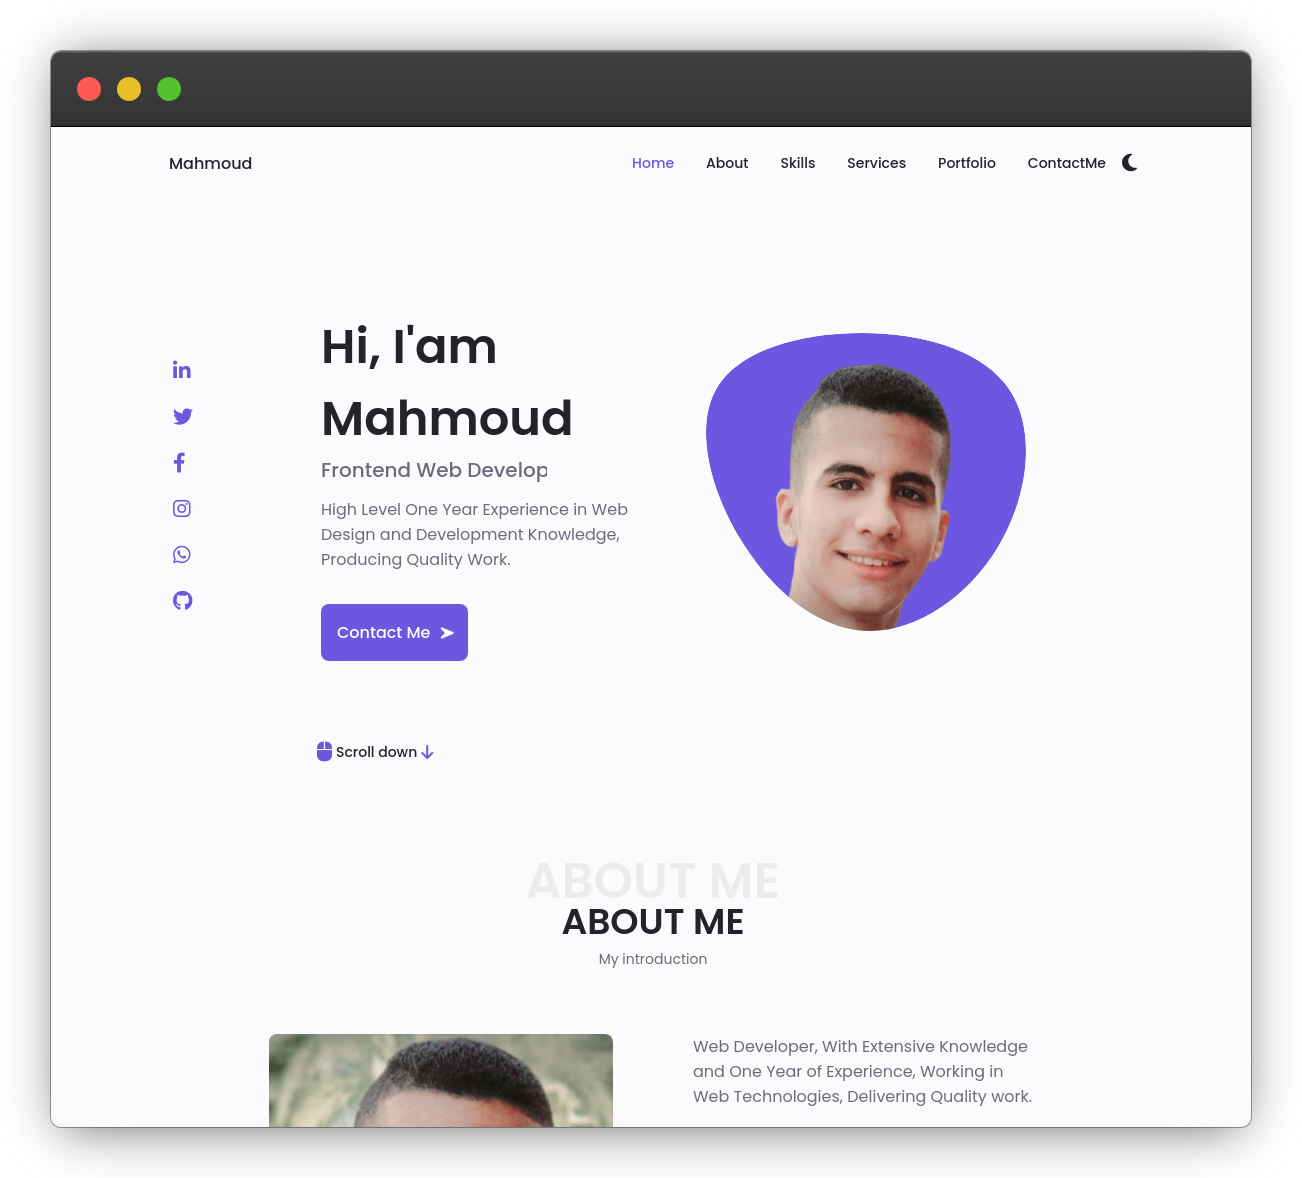 Mahmoud
Home About Skills Services Portfolio ContactMe
Hi, I'am
Mahmoud
Frontend Web Develop
High Level One Year Experience in Web
Design and Development Knowledge,
Producing Quality Work.
Contact Me
Scroll down
ABOUT ME
ABOUT ME
My introduction
Web Developer, With Extensive Knowledge
and One Year of Experience, Working in
Web Technologies, Delivering Quality work.